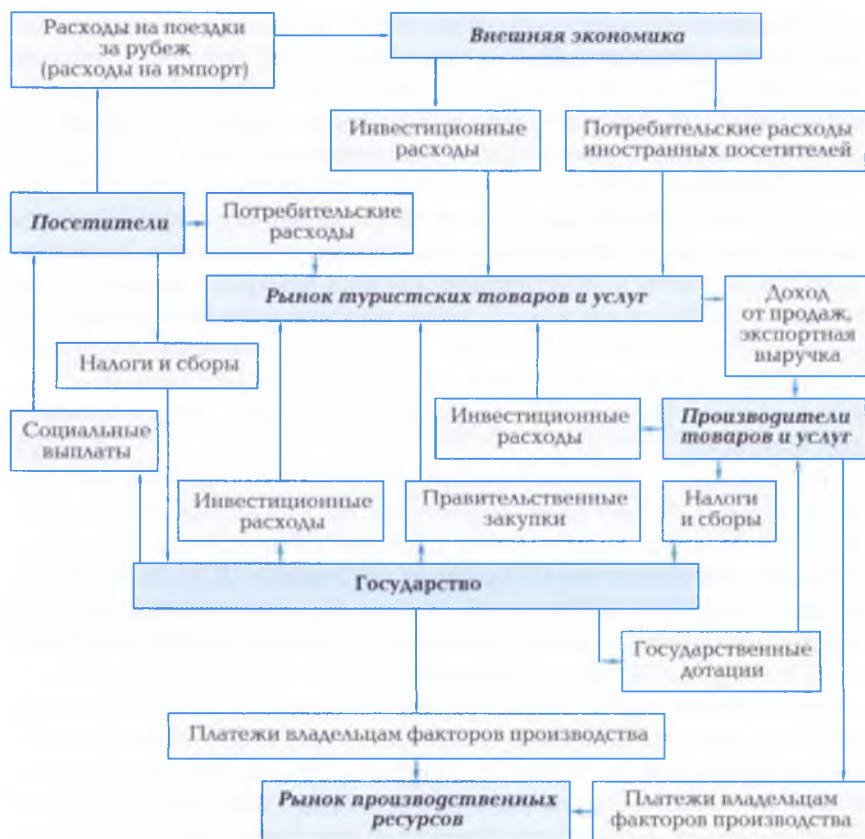 Расходы на поездки
за рубеж
(расходы на импорт)
Внешняя экономика
Инвестиционные
расходы
Потребительские расходы
иностранных посетителей
Посетители
Потребительские
расходы
Рынок туристских товаров и услуг
Доход
от продаж,
экспортная
выручка
Налоги и сборы
Социальные
выплаты
Инвестиционные
расходы
Производители
товаров и услуг
Инвестиционные
расходы
Правительственные
закупки
Налоги
и сборы
Государство
Государственные
дотации
Платежи владельцам факторов производства
Рынок производственных
ресурсов
Платежи владельцам
факторов производства